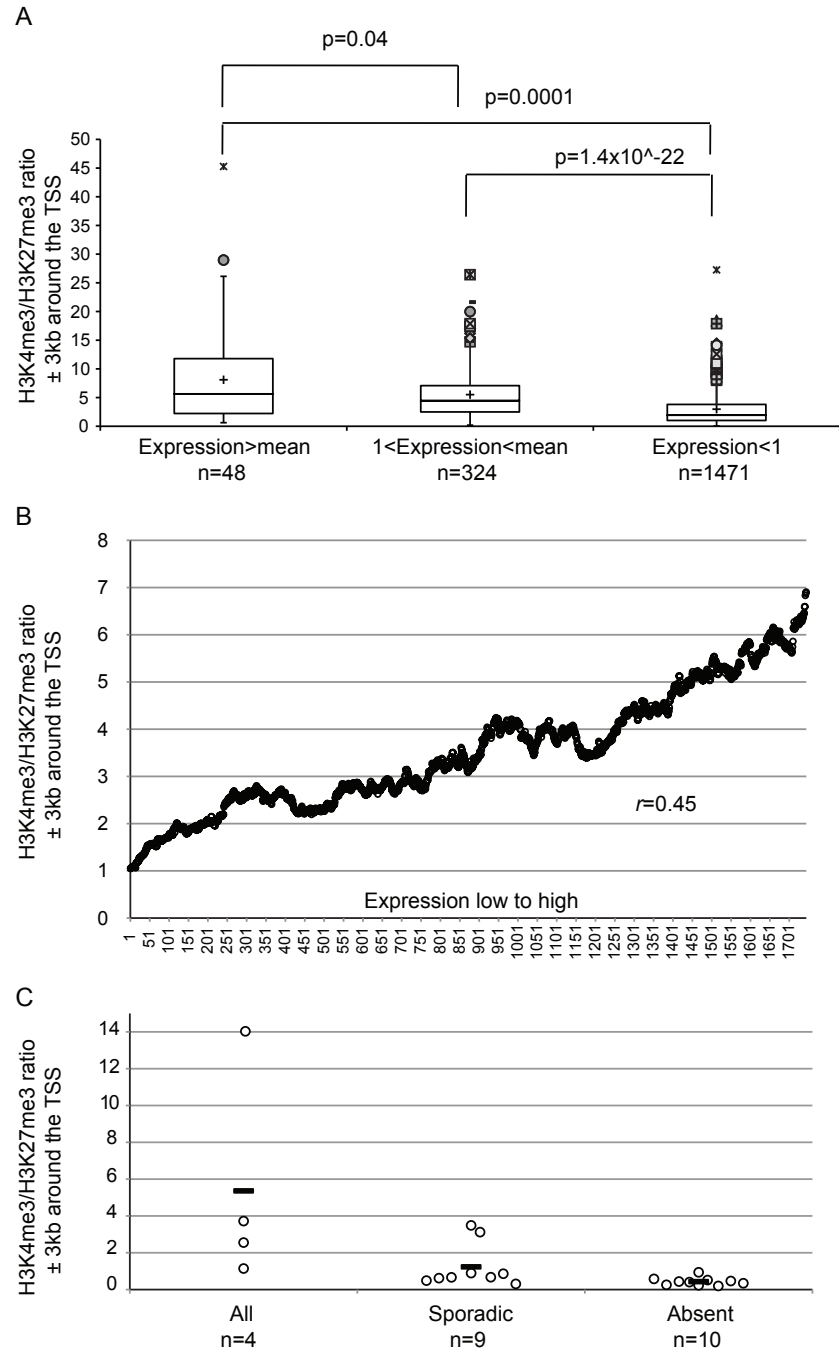 A
p=0.04
p=0.0001
p=1.4x10^-22
H3K4me3/H3K27me3 ratio
± 3kb around the TSS
50
45
40
35
30
25
20
15
10
5
0
Expression>mean
n=48
1<Expression<mean
n=324
Expression<1
n=1471
B
H3K4me3/H3K27me3 ratio
± 3kb around the TSS
8
7
6
5
4
3
2
1
0
r=0.45
Expression low to high
1
51
101
151
201
251
301
351
401
451
501
551
601
651
701
751
801
851
901
951
1001
1051
1101
1151
1201
1251
1301
1351
1401
1451
1501
1551
1601
1651
1701
C
H3K4me3/H3K27me3 ratio
± 3kb around the TSS
14
12
10
8
6
4
2
0
All
n=4
Sporadic
n=9
Absent
n=10